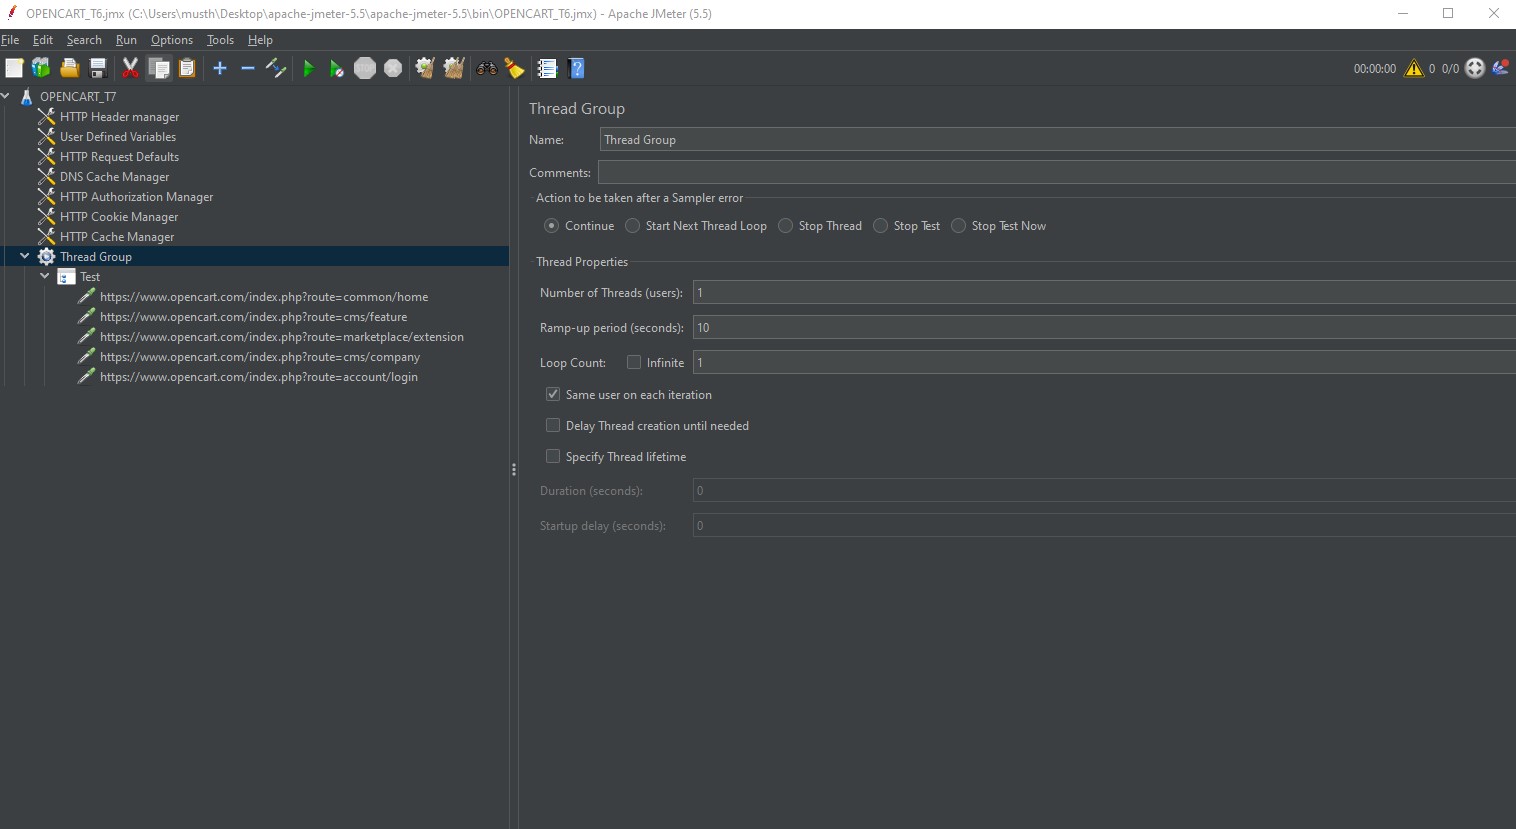 OPENCART_T6.jmx (C:\Users\musth\Desktop\apache-jmeter-5.5\apache-jmeter-5.5\bin\OPENCART_T6.jmx) - Apache JMeter (5.5)
File Edit Search Run Options Tools Help
STOP 00:00:00 0 0/0
OPENCART_T7
HTTP Header manager
User Defined Variables
HTTP Request Defaults
DNS Cache Manager
HTTP Authorization Manager
HTTP Cookie Manager
HTTP Cache Manager
Thread Group
Test
https://www.opencart.com/index.php?route=common/home
https://www.opencart.com/index.php?route=cms/feature
https://www.opencart.com/index.php?route=marketplace/extension
https://www.opencart.com/index.php?route=cms/company
https://www.opencart.com/index.php?route=account/login
Thread Group
Name: Thread Group
Comments:
Action to be taken after a Sampler error
Continue Start Next Thread Loop Stop Thread Stop Test Stop Test Now
Thread Properties
Number of Threads (users): 1
Ramp-up period (seconds): 10
Loop Count: Infinite 1
Same user on each iteration
Delay Thread creation until needed
Specify Thread lifetime
Duration (seconds): 0
Startup delay (seconds): 0